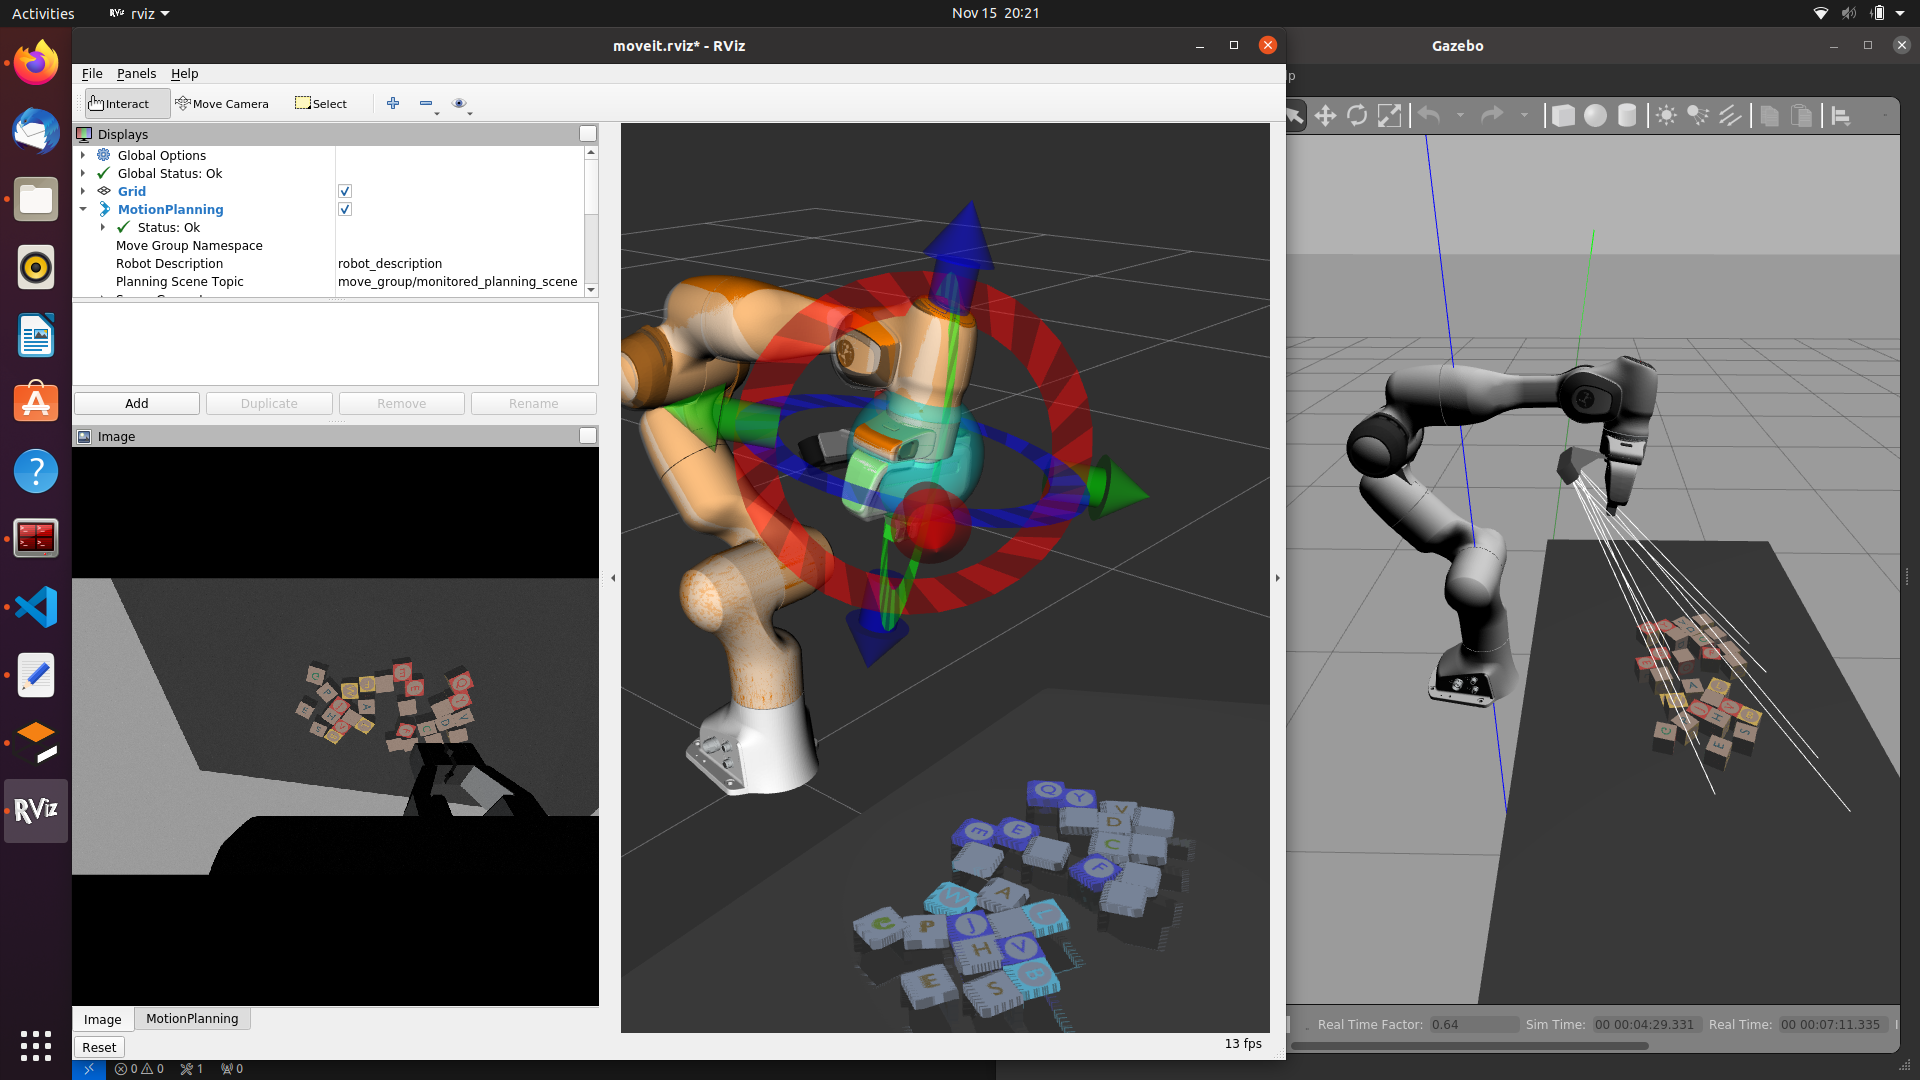 Activities
rviz
Nov 15 20:21
moveit.rviz* - RViz
Gazebo
File Panels Help
Interact
Move Camera
Select
Displays
Global Options
Global Status: Ok
Grid
MotionPlanning
Status: Ok
Move Group Namespace
Robot Description robot_description
Planning Scene Topic move_group/monitored_planning_scene
Add
Duplicate
Remove
Rename
Image
Image
MotionPlanning
Reset
13 fps
Real Time Factor: 0.64
Sim Time: 00 00:04:29.331
Real Time: 00 00:07:11.335
RViz
0 0 1 0
Q Y V
D
E E C
F
W A L
C P J
H V
B
E S